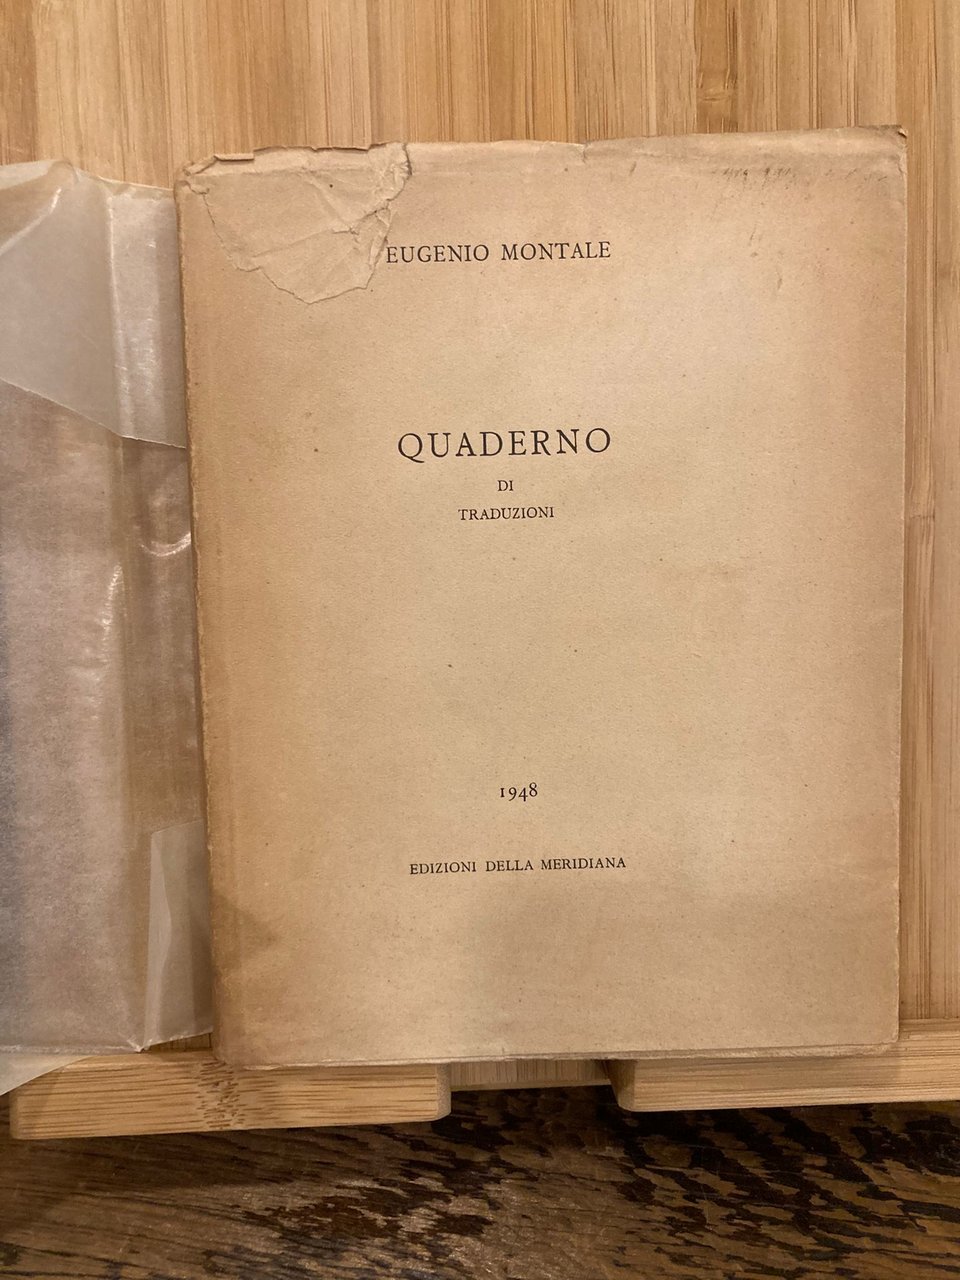 EUGENIO MONTALE
QUADERNO
DI
TRADUZIONI
1948
EDIZIONI DELLA MERIDIANA